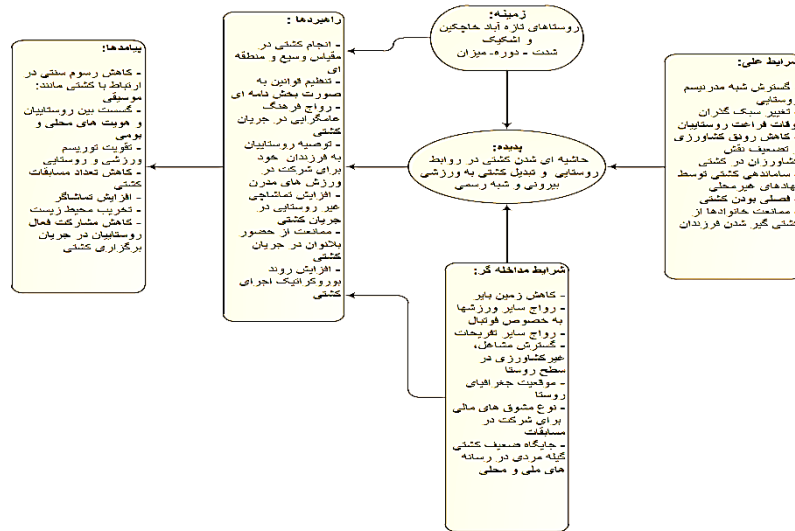 زمینه:
روستاهای تازه آباد خاچکین
و اشکیک
شدت - دوره- میزان
شرایط علی:
گسترش شبه مدرنیسم
روستایی
- تغییر سبک گذران
اوقات فراغت روستاییان
- کاهش رونق کشاورزی
تضعیف نقش
کشاورزان در کشتی
- ساماندهی کشتی توسط
نهادهای غیرمحلی
- فصلی بودن کشتی
- ممانعت خانوادها از
کشتی گیر شدن فرزندان
پدیده:
حاشیه ای شدن کشتی در روابط
روستایی و تبدیل کشتی به ورزشی
بیرونی و شبه رسمی
شرایط مداخله گر:
- کاهش زمین بایر
- رواج سایر ورزشها
به خصوص فوتبال
- رواج سایر تفریحات
- گسترش مشاغل،
غیرکشاورزی در
سطح روستا
- موقعیت جغرافیای
روستا
- نوع مشوق های مالی
برای شرکت در
مسابقات
- جایگاه ضعیف کشتی
گیله مردی در رسانه
های ملی و محلی
راهبردها :
- انجام کشتی در
مقیاس وسیع و منطقه
ای
- تنظیم قوانین به
صورت بخش نامه ای
- رواج فرهنگ
عامگرایی در جریان
کشتی
- توصیه روستاییان
به فرزندان خود
برای شرکت در
ورزش های مدرن
- افزایش تماشاچی
غیر روستایی در
جریان کشتی
- ممانعت از حضور
بلانوان در جریان
کشتی
- افزایش روند
بوروکراتیک اجرای
کشتی
پیامدها:
- کاهش رسوم سنتی در
ارتباط با کشتی مانند:
موسیقی
- گسست بین روستاییان
و هویت های محلی و
بومی
- تقویت توریسم
ورزشی و روستایی
- کاهش تعداد مسابقات
کشتی
- افزایش تماشاگر
- تخریب محیط زیست
- کاهش مشارکت فعال
روستاییان در جریان
برگزاری کشتی